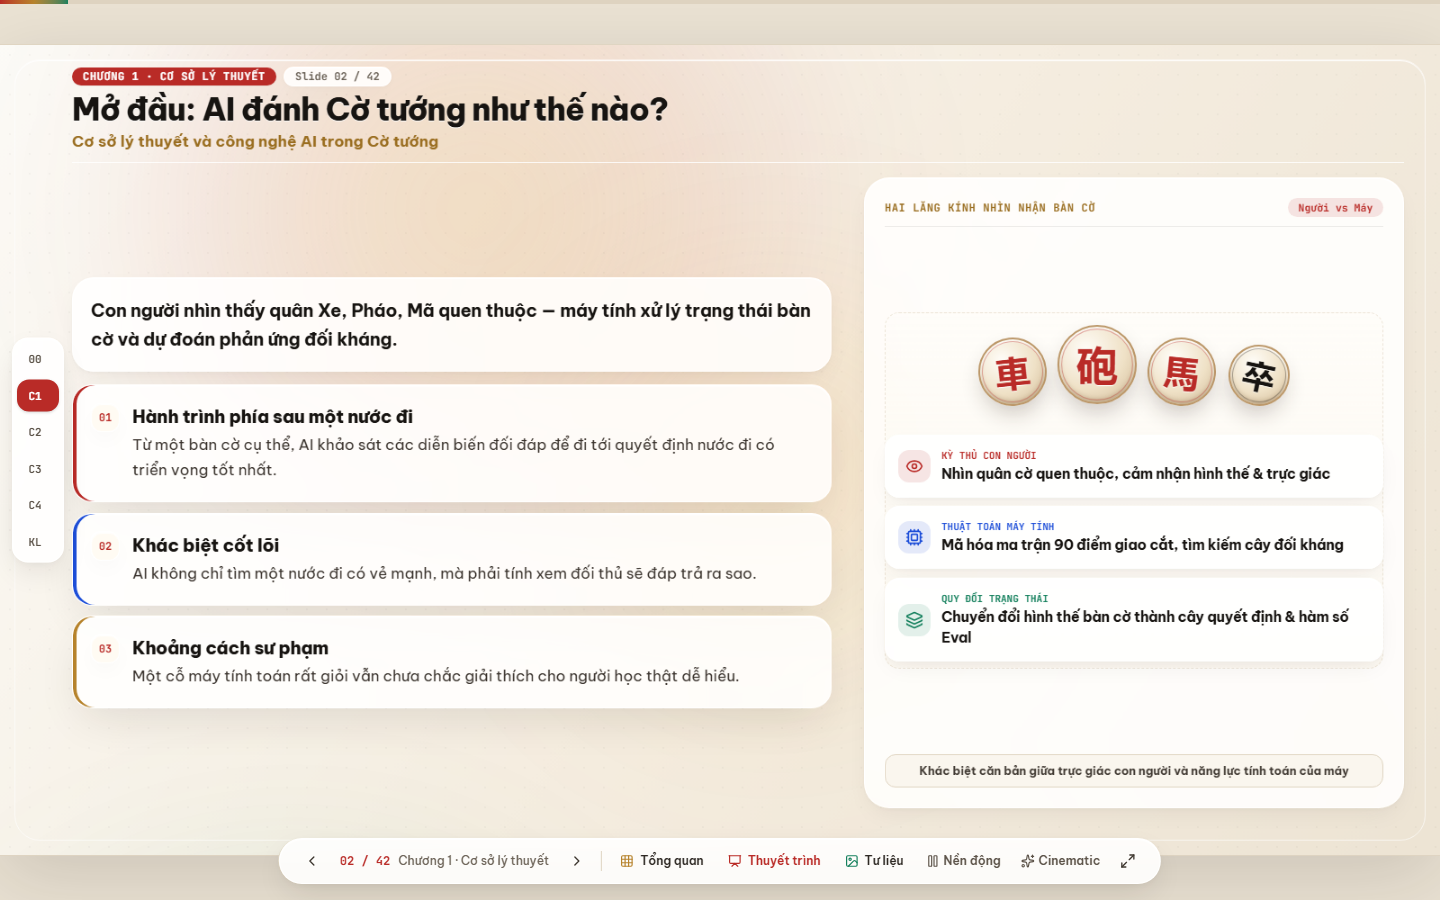 CHƯƠNG 1 · CƠ SỞ LÝ THUYẾT
Slide 02 / 42
Mở đầu: AI đánh Cờ tướng như thế nào?
Cơ sở lý thuyết và công nghệ AI trong Cờ tướng
00
C1
C2
C3
C4
KL
Con người nhìn thấy quân Xe, Pháo, Mã quen thuộc — máy tính xử lý trạng thái bàn
cờ và dự đoán phản ứng đối kháng.
01
Hành trình phía sau một nước đi
Từ một bàn cờ cụ thể, AI khảo sát các diễn biến đối đáp để đi tới quyết định nước đi có
triển vọng tốt nhất.
02
Khác biệt cốt lõi
AI không chỉ tìm một nước đi có vẻ mạnh, mà phải tính xem đối thủ sẽ đáp trả ra sao.
03
Khoảng cách sư phạm
Một cỗ máy tính toán rất giỏi vẫn chưa chắc giải thích cho người học thật dễ hiểu.
HAI LĂNG KÍNH NHÌN NHẬN BÀN CỜ
Người vs Máy
車 砲 馬 卒
KỲ THỦ CON NGƯỜI
Nhìn quân cờ quen thuộc, cảm nhận hình thế & trực giác
THUẬT TOÁN MÁY TÍNH
Mã hóa ma trận 90 điểm giao cắt, tìm kiếm cây đối kháng
QUY ĐỔI TRẠNG THÁI
Chuyển đổi hình thế bàn cờ thành cây quyết định & hàm số
Eval
Khác biệt căn bản giữa trực giác con người và năng lực tính toán của máy
02 / 42 Chương 1 · Cơ sở lý thuyết
Tổng quan
Thuyết trình
Tư liệu
Nền động
Cinematic